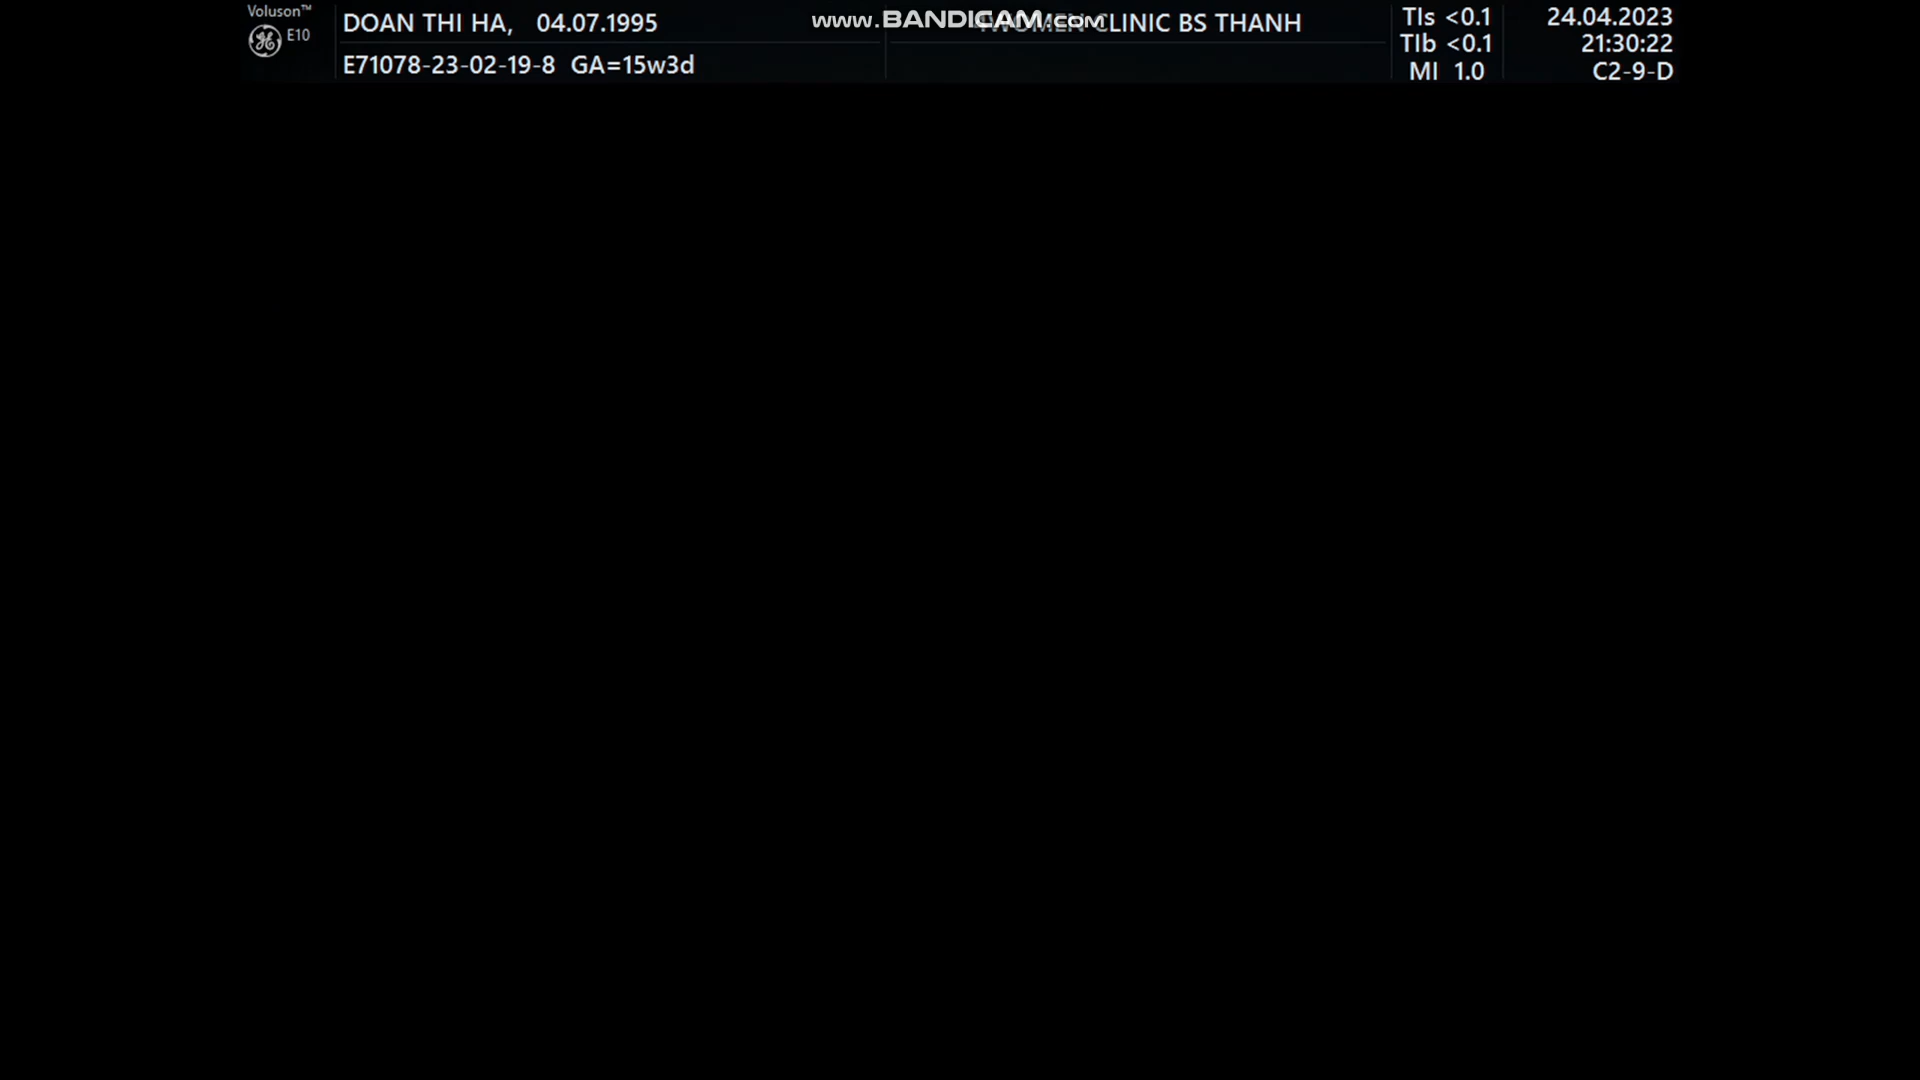 Voluson™
E10
DOAN THI HA, 04.07.1995
E71078-23-02-19-8 GA=15w3d
www.BANDICAM.com
CLINIC BS THANH
TIs <0.1
TIb <0.1
MI 1.0
24.04.2023
21:30:22
C2-9-D